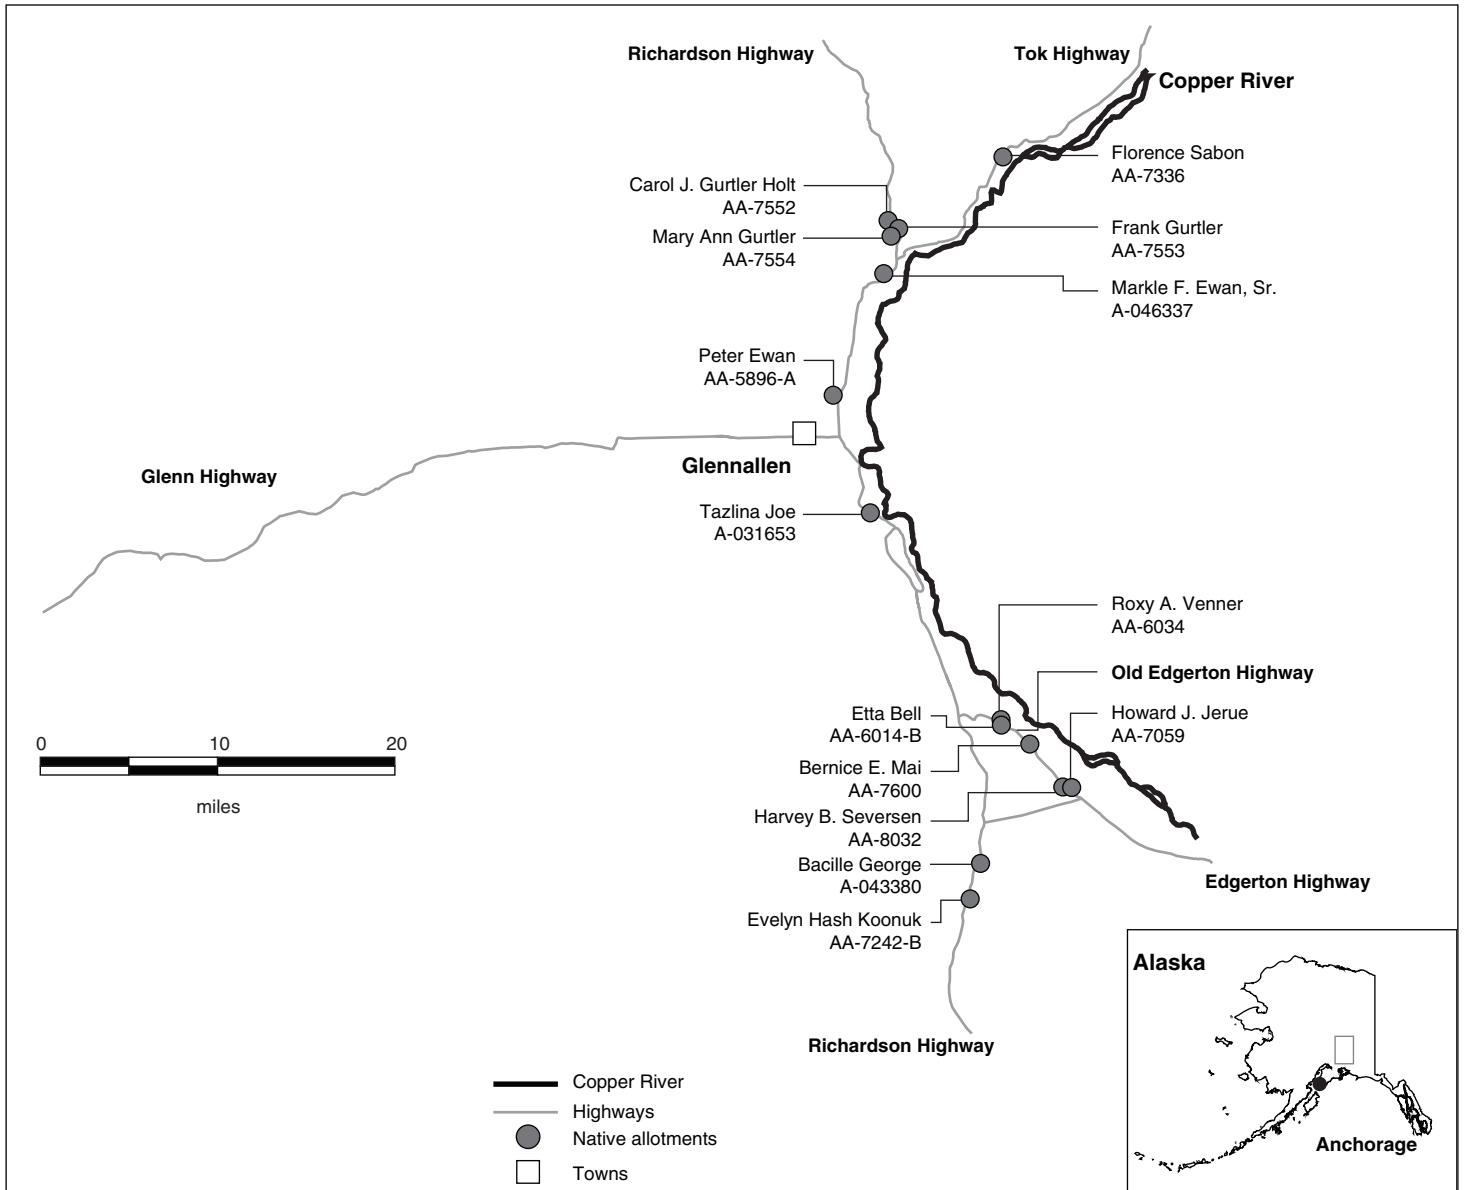 Richardson Highway
Tok Highway
Copper River
Florence Sabon
AA-7336
Carol J. Gurtler Holt
AA-7552
Mary Ann Gurtler
AA-7554
Frank Gurtler
AA-7553
Markle F. Ewan, Sr.
A-046337
Peter Ewan
AA-5896-A
Glennallen
Glenn Highway
Tazlina Joe
A-031653
Roxy A. Venner
AA-6034
Old Edgerton Highway
Etta Bell
AA-6014-B
Howard J. Jerue
AA-7059
Bernice E. Mai
AA-7600
Harvey B. Seversen
AA-8032
Bacille George
A-043380
Evelyn Hash Koonuk
AA-7242-B
Edgerton Highway
Richardson Highway
0 10 20
miles
Copper River
Highways
Native allotments
Towns
Alaska
Anchorage